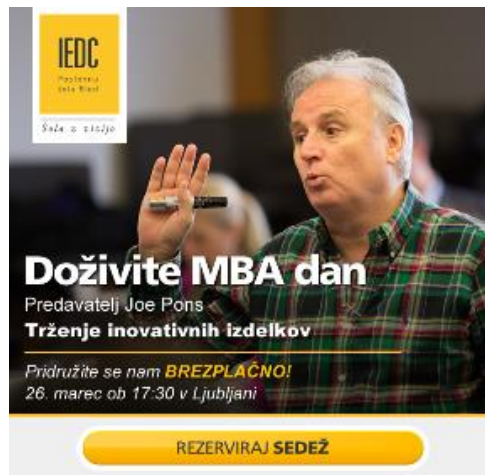 IEDC
Poslovna
šola Bled
Šola z vizijo
Doživite MBA dan
Predavatelj Joe Pons
Trženje inovativnih izdelkov
Pridružite se nam BREZPLAČNO!
26. marec ob 17:30 v Ljubljani
REZERVIRAJ SEDEŽ